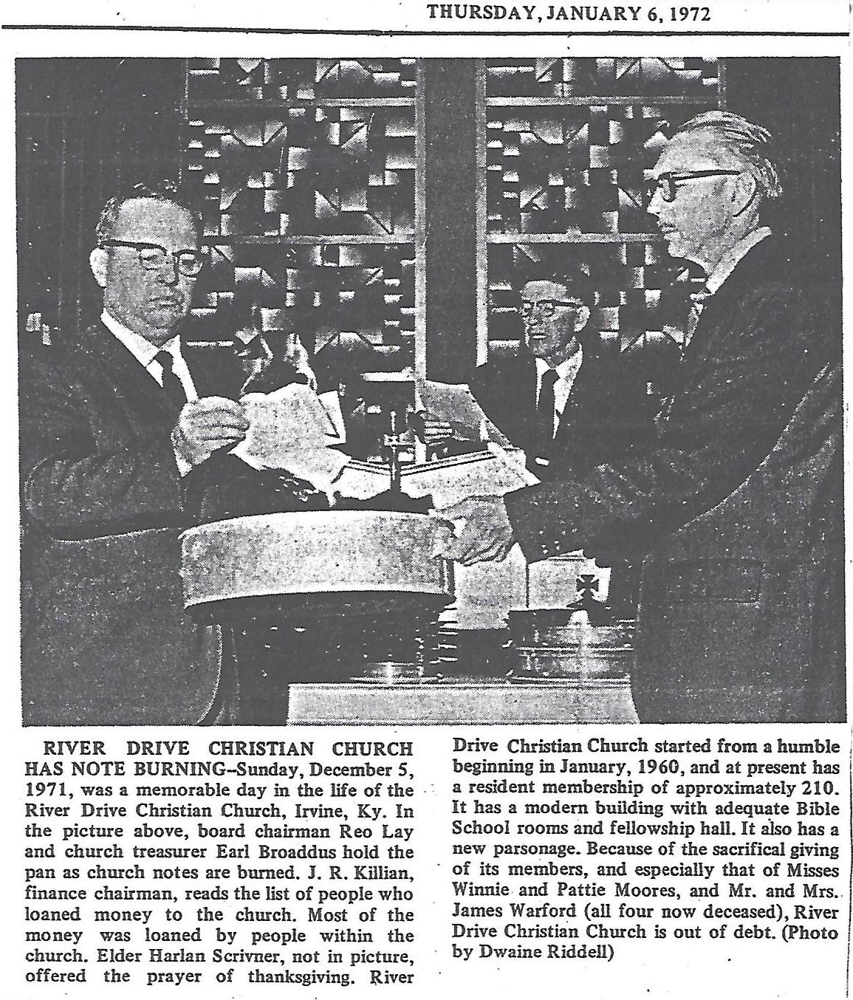 THURSDAY, JANUARY 6, 1972
RIVER DRIVE CHRISTIAN CHURCH
HAS NOTE BURNING--Sunday, December 5,
1971, was a memorable day in the life of the
River Drive Christian Church, Irvine, Ky. In
the picture above, board chairman Reo Lay
and church treasurer Earl Broaddus hold the
pan as church notes are burned. J. R. Killian,
finance chairman, reads the list of people who
loaned money to the church. Most of the
money was loaned by people within the
church. Elder Harlan Scrivner, not in picture,
offered the prayer of thanksgiving. River
Drive Christian Church started from a humble
beginning in January, 1960, and at present has
a resident membership of approximately 210.
It has a modern building with adequate Bible
School rooms and fellowship hall. It also has a
new parsonage. Because of the sacrifical giving
of its members, and especially that of Misses
Winnie and Pattie Moores, and Mr. and Mrs.
James Warford (all four now deceased), River
Drive Christian Church is out of debt. (Photo
by Dwaine Riddell)